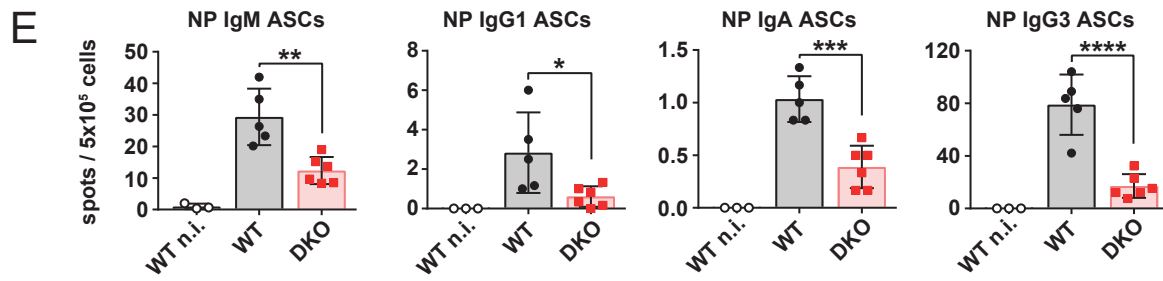 E
NP IgM ASCs
NP IgG1 ASCs
NP IgA ASCs
NP IgG3 ASCs
spots / 5x10⁵ cells
50
40
30
20
10
0
**
WT n.i.
WT
DKO
8
6
4
2
0
*
WT n.i.
WT
DKO
1.5
1.0
0.5
0.0
***
WT n.i.
WT
DKO
120
80
40
0
****
WT n.i.
WT
DKO